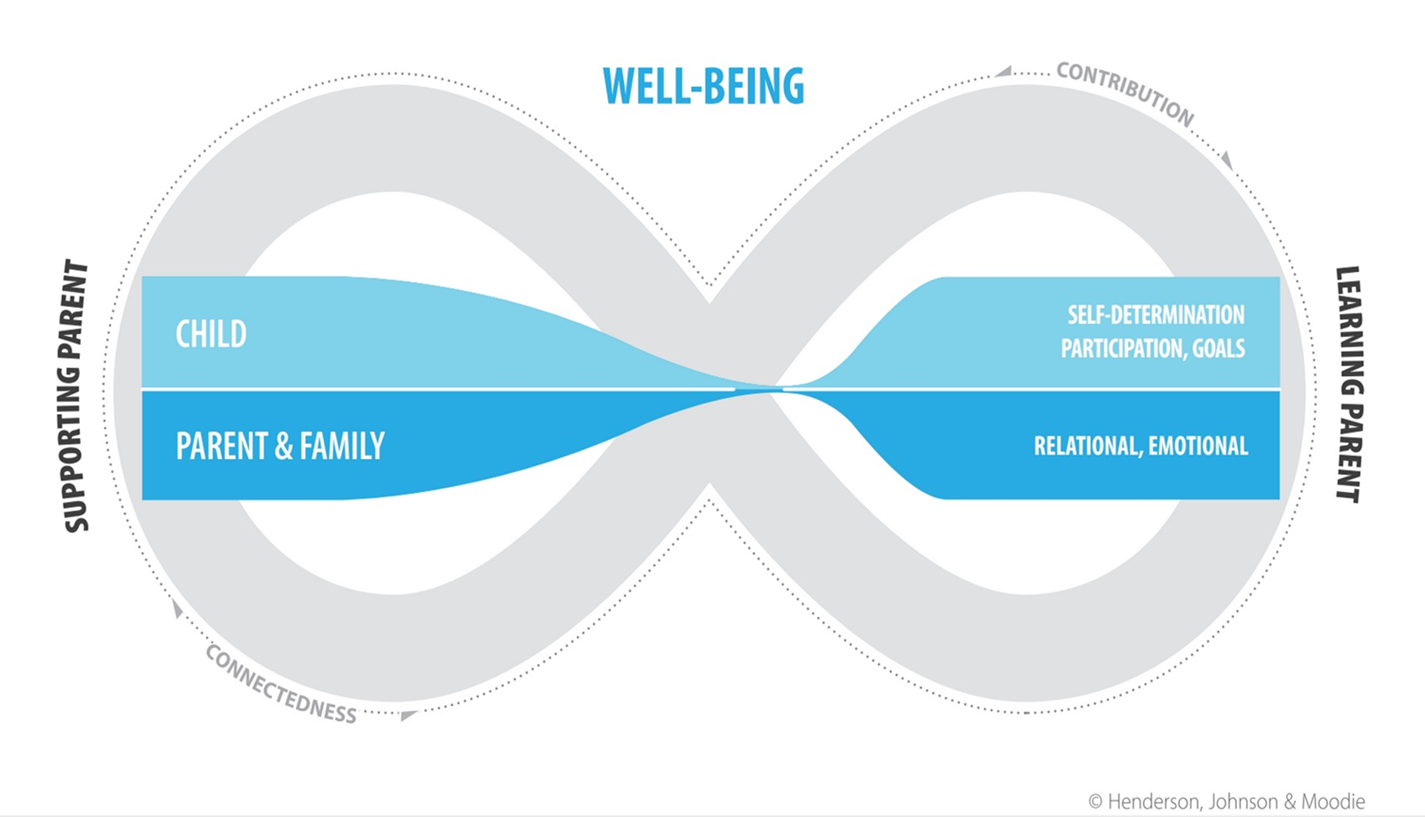 WELL-BEING
CONTRIBUTION
SUPPORTING PARENT
CHILD
PARENT & FAMILY
SELF-DETERMINATION
PARTICIPATION, GOALS
RELATIONAL, EMOTIONAL
LEARNING PARENT
CONNECTEDNESS
© Henderson, Johnson & Moodie